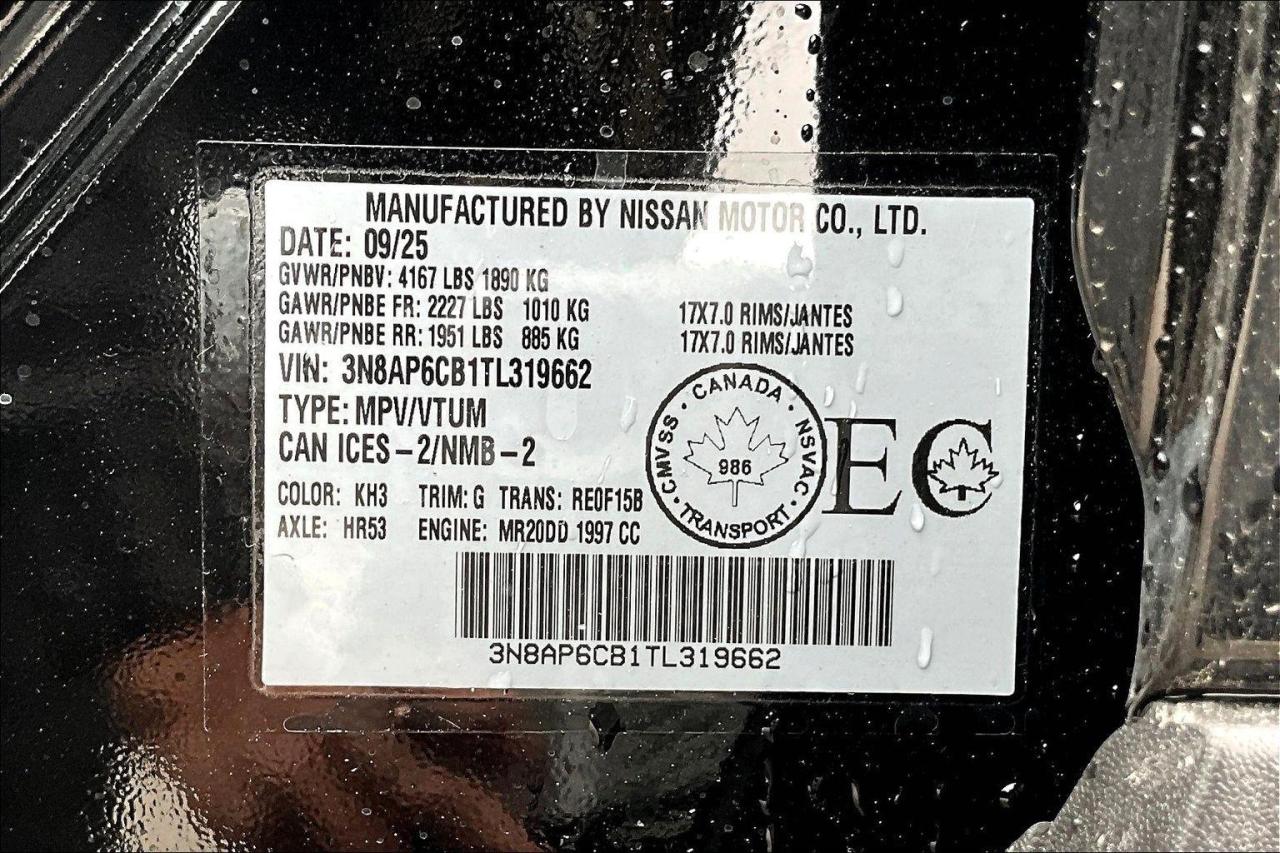 MANUFACTURED BY NISSAN MOTOR CO., LTD.
DATE: 09/25
GVWR/PNBV: 4167 LBS 1890 KG
GAWR/PNBE FR: 2227 LBS 1010 KG 17X7.0 RIMS/JANTES
GAWR/PNBE RR: 1951 LBS 885 KG 17X7.0 RIMS/JANTES
VIN: 3N8AP6CB1TL319662
TYPE: MPV/VTUM
CAN ICES-2/NMB-2
COLOR: KH3 TRIM: G TRANS: RE0F15B
AXLE: HR53 ENGINE: MR20DD 1997 CC
CANADA · NSVAC · TRANSPORT · CMVSS ·
986
EC
3N8AP6CB1TL319662